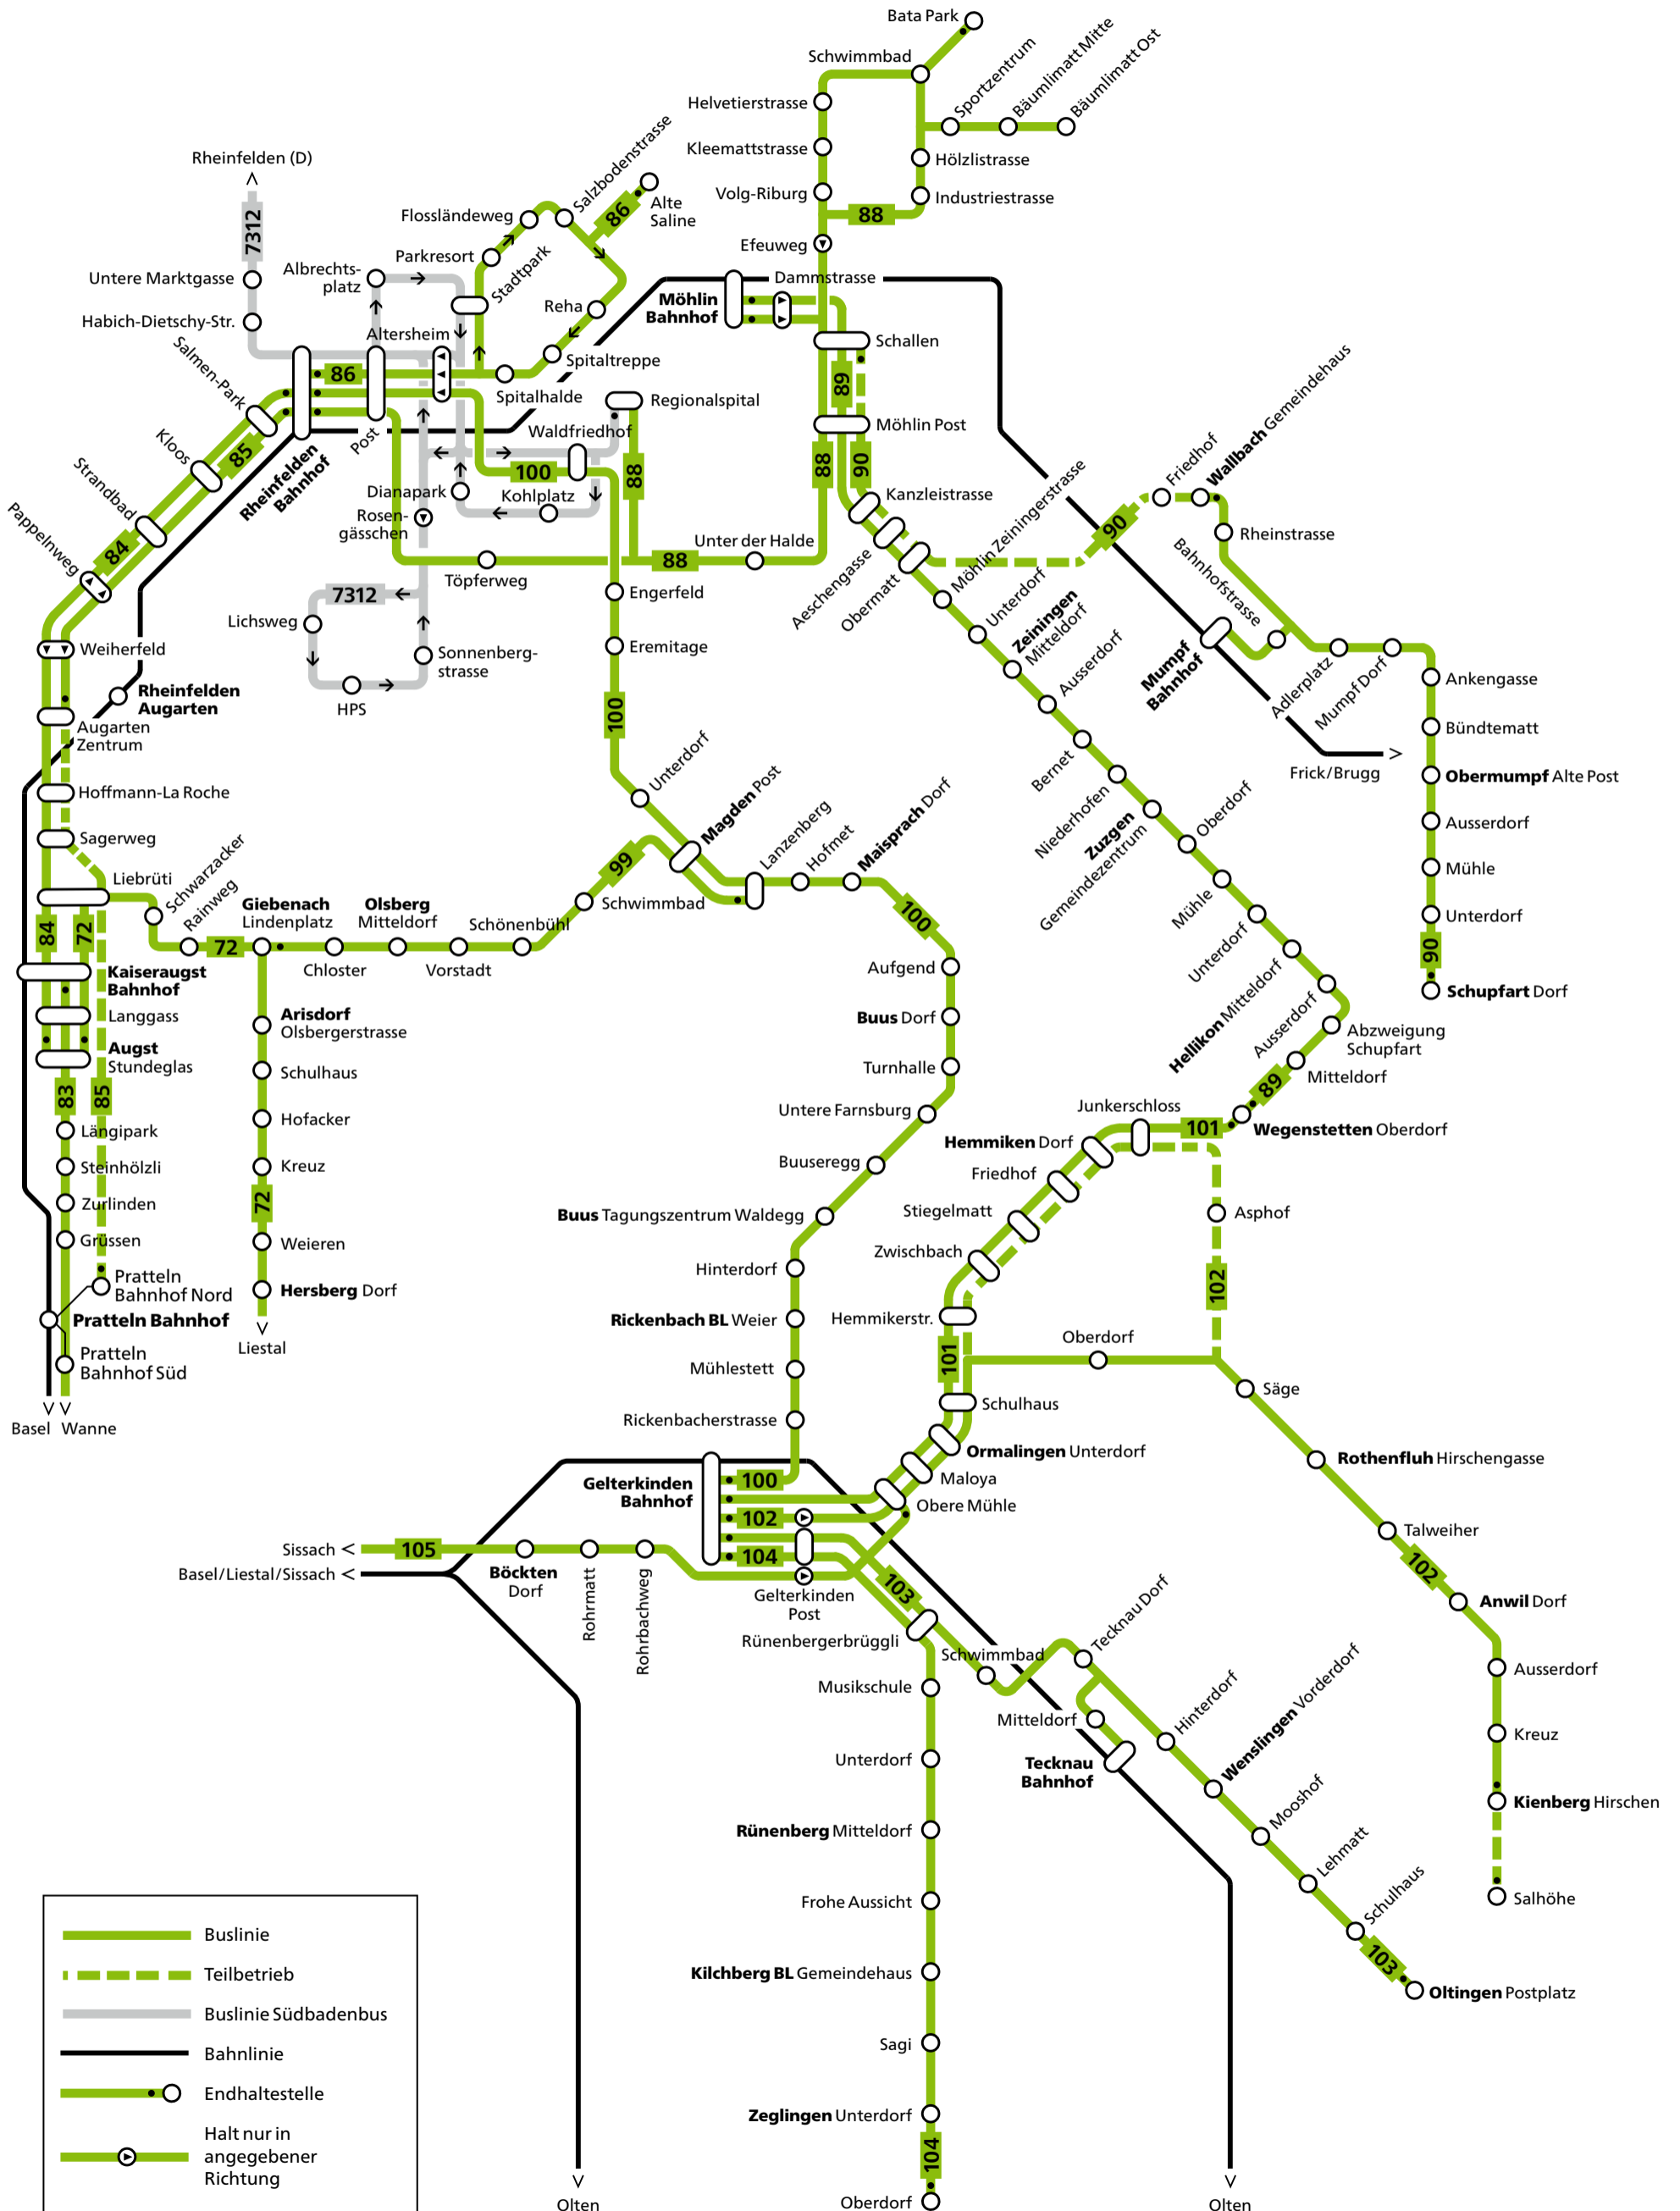 Bata Park
Schwimmbad
Sportzentrum
Bäumlimatt Mitte
Bäumlimatt Ost
Helvetierstrasse
Kleemattstrasse
Hölzlistrasse
Volg-Riburg
Industriestrasse
88
Efeuweg
Rheinfelden (D)
7312
Untere Marktgasse
Habich-Dietschy-Str.
Albrechts-
platz
Altersheim
Flossländeweg
Salzbodenstrasse
86
Alte
Saline
Parkresort
Stadtpark
Reha
Spitaltreppe
Spitalhalde
Möhlin
Bahnhof
Dammstrasse
Schallen
89
Möhlin Post
88
90
Salmen-Park
86
Kloos
85
Strandbad
84
Pappelnweg
Rheinfelden
Bahnhof
Post
Regionalspital
Waldfriedhof
100
88
Dianapark
Kohlplatz
Rosen-
gässchen
Töpferweg
88
Unter der Halde
Kanzleistrasse
Aeschengasse
Obermatt
Möhlin Zeiningerstrasse
90
Friedhof
Wallbach Gemeindehaus
Rheinstrasse
Bahnhofstrasse
Mumpf
Bahnhof
Adlerplatz
Mumpf Dorf
Ankengasse
Bündtematt
Frick/Brugg
Obermumpf Alte Post
Ausserdorf
Mühle
Unterdorf
90
Schupfart Dorf
Weiherfeld
Rheinfelden
Augarten
Augarten
Zentrum
Hoffmann-La Roche
Sagerweg
Liebrüti
7312
Lichsweg
HPS
Sonnenberg-
strasse
Engerfeld
Eremitage
100
Unterdorf
Magden Post
Lanzenberg
Hofmet
Maisprach Dorf
100
Unterdorf
Zeiningen
Mitteldorf
Ausserdorf
Bernet
Niederhofen
Zuzgen
Gemeindezentrum
Oberdorf
Mühle
Unterdorf
Hellikon Mitteldorf
Ausserdorf
Abzweigung
Schupfart
Mitteldorf
89
Wegenstetten Oberdorf
Schwarzacker
Rainweg
72
Giebenach
Lindenplatz
Chloster
Olsberg
Mitteldorf
Vorstadt
Schönenbühl
Schwimmbad
99
84
72
Kaiseraugst
Bahnhof
Langgass
Augst
Stundeglas
83
85
Längipark
Steinhölzli
Zurlinden
Grüssen
Pratteln
Bahnhof Nord
Pratteln Bahnhof
Pratteln
Bahnhof Süd
Basel
Wanne
Arisdorf
Olsbergerstrasse
Schulhaus
Hofacker
Kreuz
72
Weieren
Hersberg Dorf
Liestal
Aufgend
Buus Dorf
Turnhalle
Untere Farnsburg
Buuseregg
Buus Tagungszentrum Waldegg
Hinterdorf
Rickenbach BL Weier
Mühlestett
Rickenbacherstrasse
Junkerschloss
101
Hemmiken Dorf
Friedhof
Stiegelmatt
Zwischbach
Hemmikerstr.
101
Asphof
102
Oberdorf
Schulhaus
Ormalingen Unterdorf
Maloya
Obere Mühle
Säge
Rothenfluh Hirschengasse
Talweiher
102
Anwil Dorf
Ausserdorf
Kreuz
Kienberg Hirschen
Salhöhe
Gelterkinden
Bahnhof
100
102
104
Gelterkinden
Post
103
Sissach
105
Basel/Liestal/Sissach
Böckten
Dorf
Rohrmatt
Rohrbachweg
Rünenbergerbrüggli
Schwimmbad
Tecknau Dorf
Mitteldorf
Tecknau
Bahnhof
Hinterdorf
Wenslingen Vorderdorf
Mooshof
Lehmatt
Schulhaus
103
Oltingen Postplatz
Musikschule
Unterdorf
Rünenberg Mitteldorf
Frohe Aussicht
Kilchberg BL Gemeindehaus
Sagi
Zeglingen Unterdorf
104
Oberdorf
Olten
Olten
Buslinie
Teilbetrieb
Buslinie Südbadenbus
Bahnlinie
Endhaltestelle
Halt nur in
angegebener
Richtung